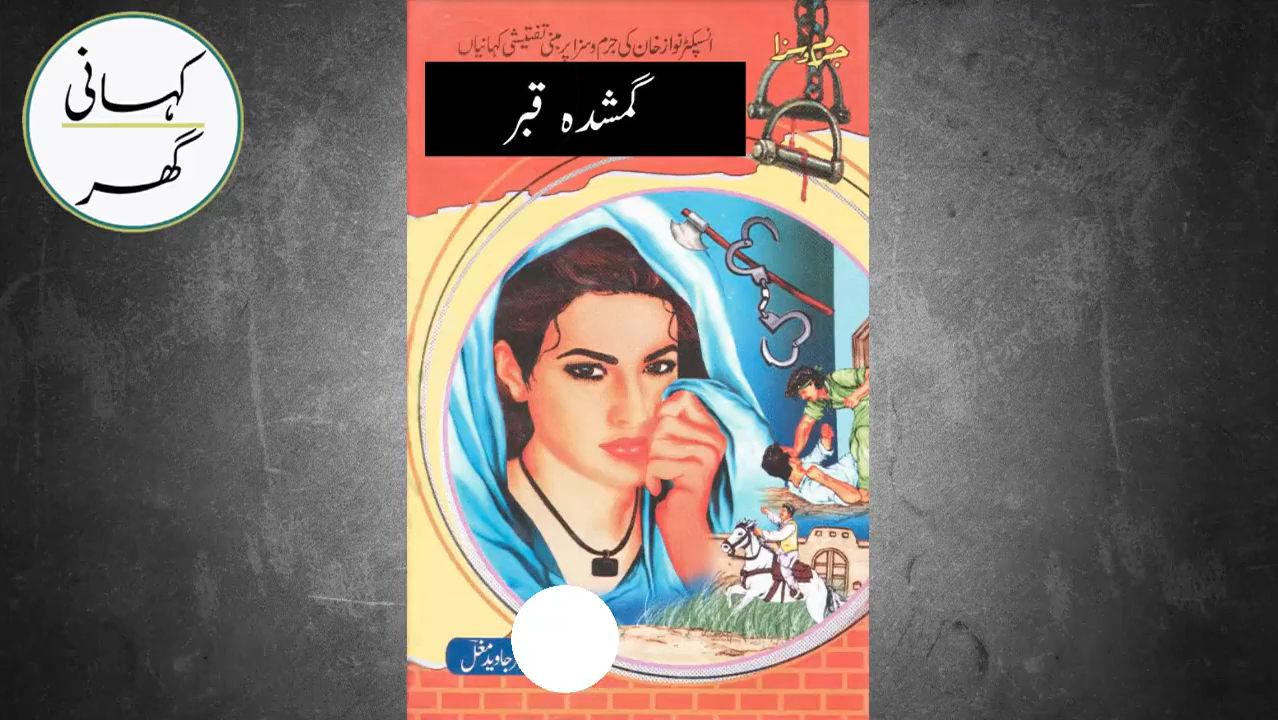 کہانی
گھر
انسپکٹر نواز خان کی جرم و سزا پر مبنی تفتیشی کہانیاں
جرم و سزا
گمشدہ قبر
جاوید مغل